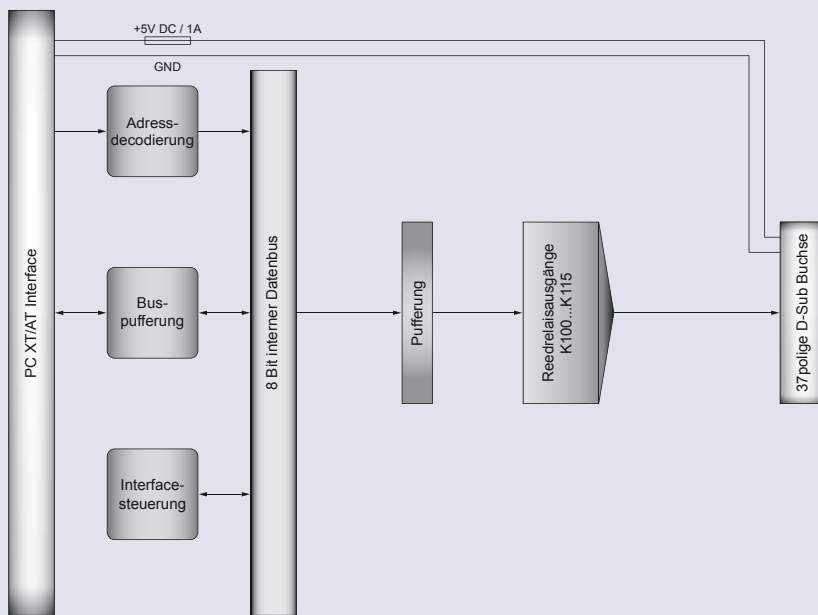 +5V DC / 1A
GND
PC XT/AT Interface
Adress-
decodierung
Bus-
pufferung
Interface-
steuerung
8 Bit interner Datenbus
Pufferung
Reedrelaisausgänge
K100...K115
37polige D-Sub Buchse